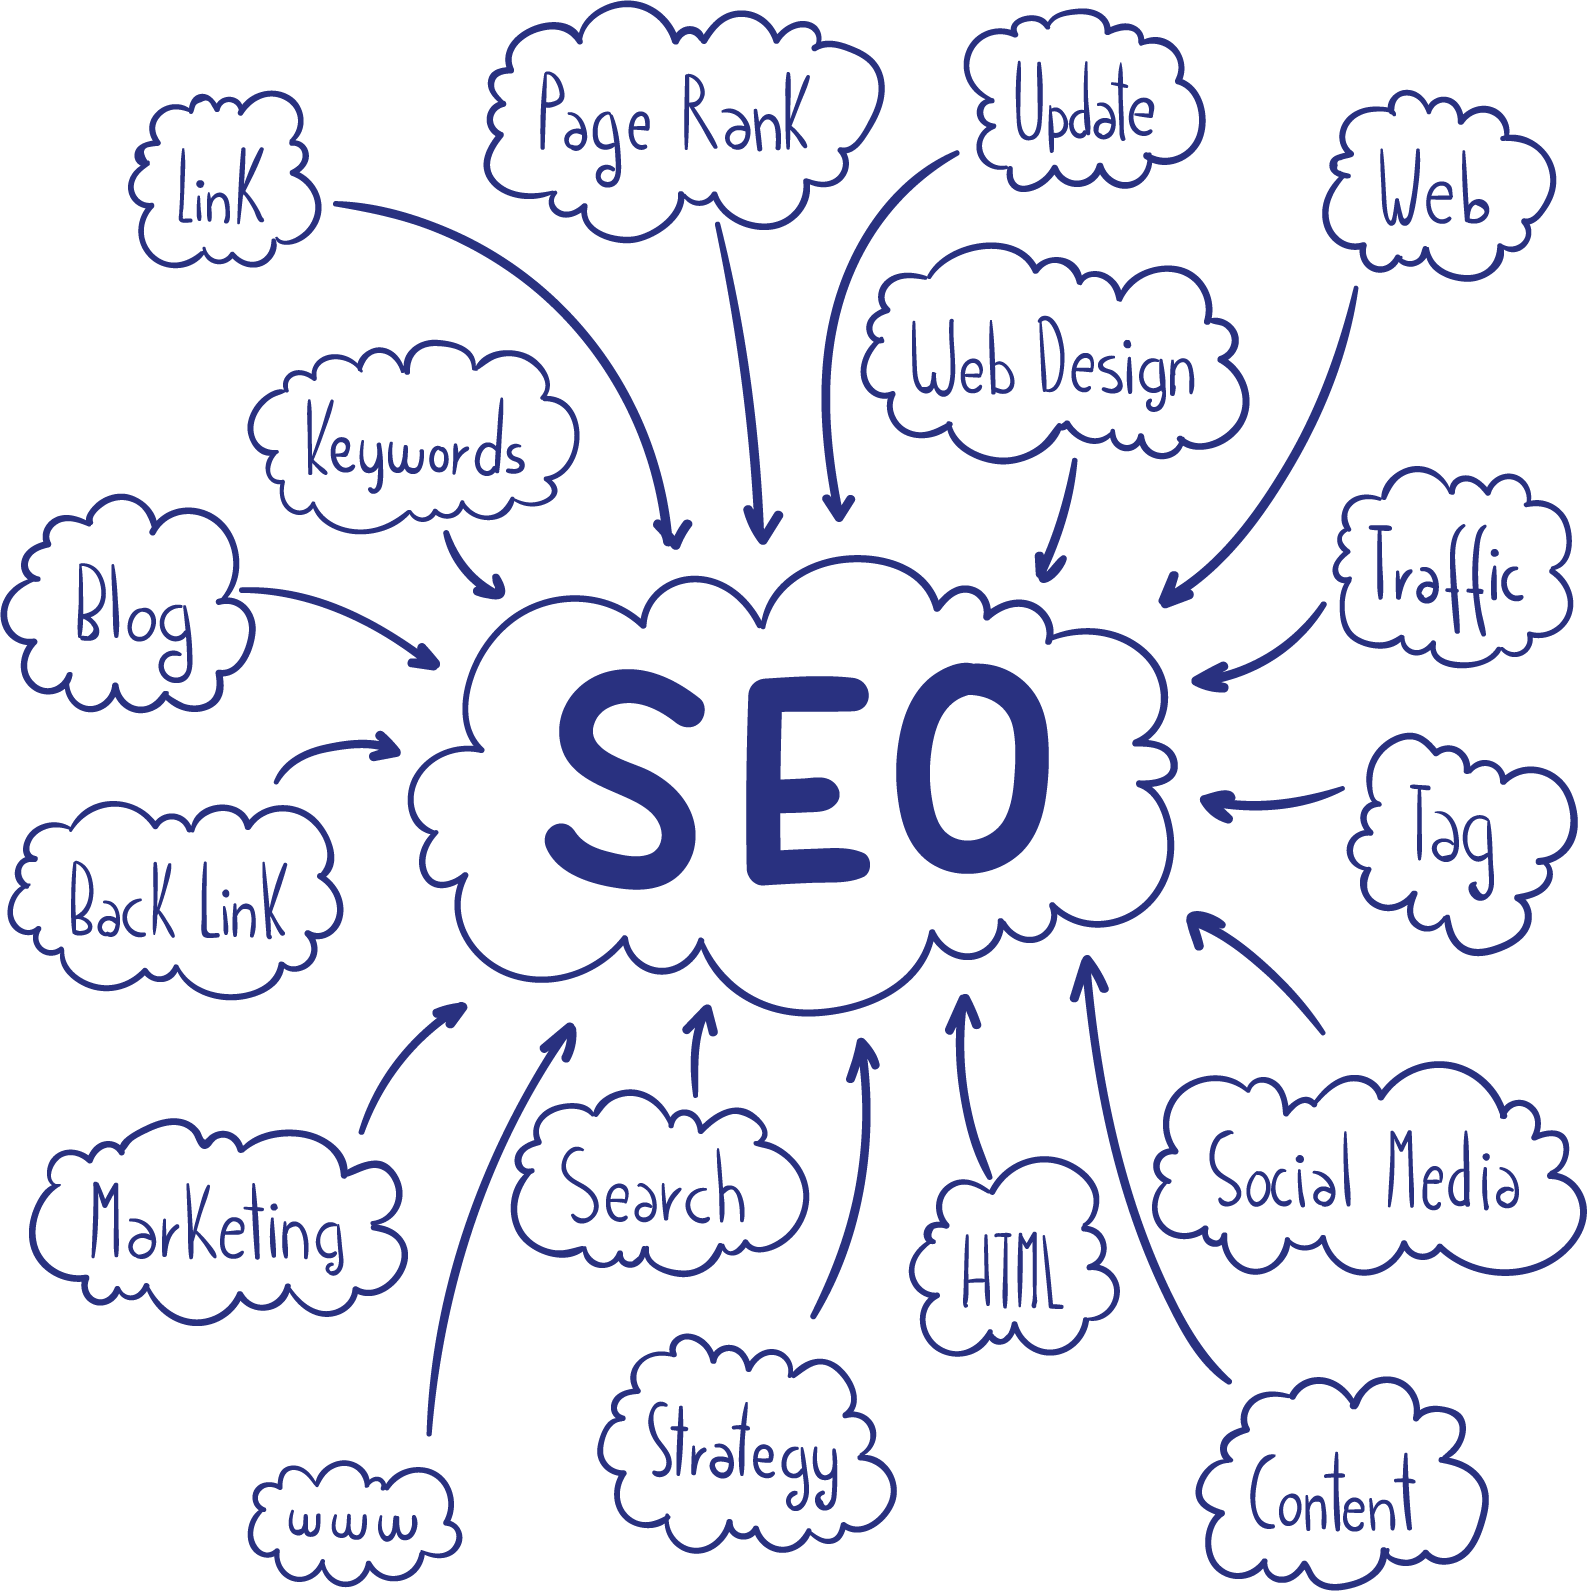 Page Rank
Update
Link
Web
Web Design
Keywords
Traffic
Blog
SEO
Tag
Back Link
Social Media
Marketing
Search
HTML
Strategy
Content
www